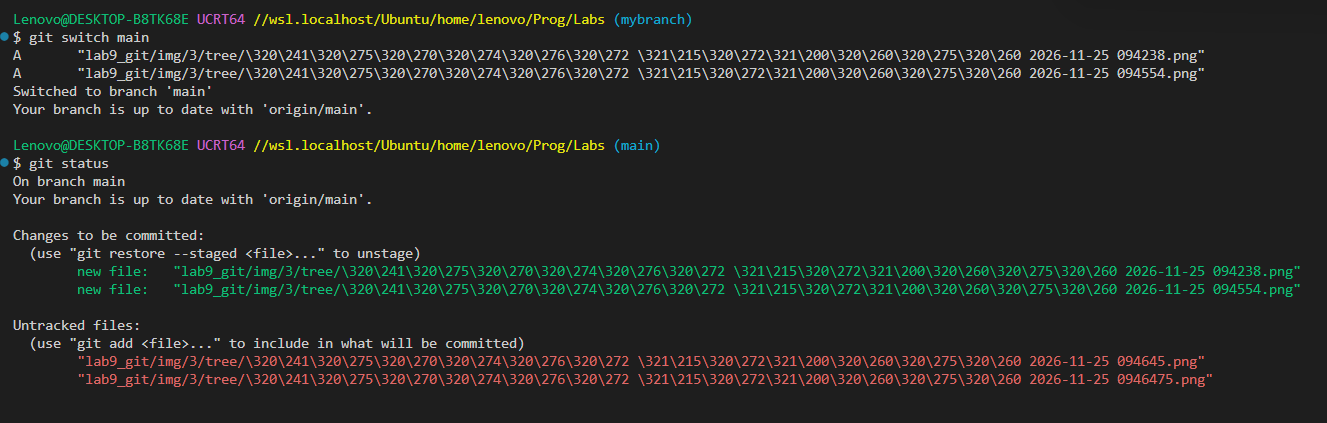 Lenovo@DESKTOP-B8TK68E UCRT64 //wsl.localhost/Ubuntu/home/lenovo/Prog/Labs (mybranch)
$ git switch main
A       "lab9_git/img/3/tree/\320\241\320\275\320\270\320\274\320\276\320\272 \321\215\320\272\321\200\320\260\320\275\320\260 2026-11-25 094238.png"
A       "lab9_git/img/3/tree/\320\241\320\275\320\270\320\274\320\276\320\272 \321\215\320\272\321\200\320\260\320\275\320\260 2026-11-25 094554.png"
Switched to branch 'main'
Your branch is up to date with 'origin/main'.
Lenovo@DESKTOP-B8TK68E UCRT64 //wsl.localhost/Ubuntu/home/lenovo/Prog/Labs (main)
$ git status
On branch main
Your branch is up to date with 'origin/main'.
Changes to be committed:
  (use "git restore --staged <file>..." to unstage)
        new file:   "lab9_git/img/3/tree/\320\241\320\275\320\270\320\274\320\276\320\272 \321\215\320\272\321\200\320\260\320\275\320\260 2026-11-25 094238.png"
        new file:   "lab9_git/img/3/tree/\320\241\320\275\320\270\320\274\320\276\320\272 \321\215\320\272\321\200\320\260\320\275\320\260 2026-11-25 094554.png"
Untracked files:
  (use "git add <file>..." to include in what will be committed)
        "lab9_git/img/3/tree/\320\241\320\275\320\270\320\274\320\276\320\272 \321\215\320\272\321\200\320\260\320\275\320\260 2026-11-25 094645.png"
        "lab9_git/img/3/tree/\320\241\320\275\320\270\320\274\320\276\320\272 \321\215\320\272\321\200\320\260\320\275\320\260 2026-11-25 0946475.png"